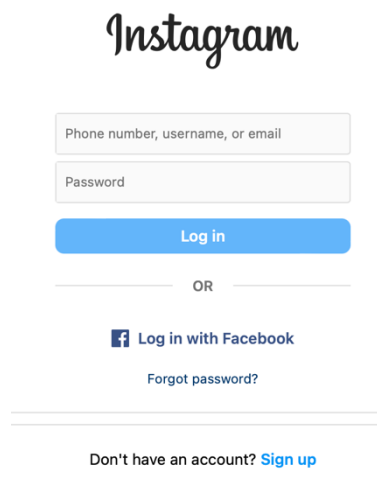 Instagram
Phone number, username, or email
Password
Log in
OR
Log in with Facebook
Forgot password?
Don't have an account? Sign up